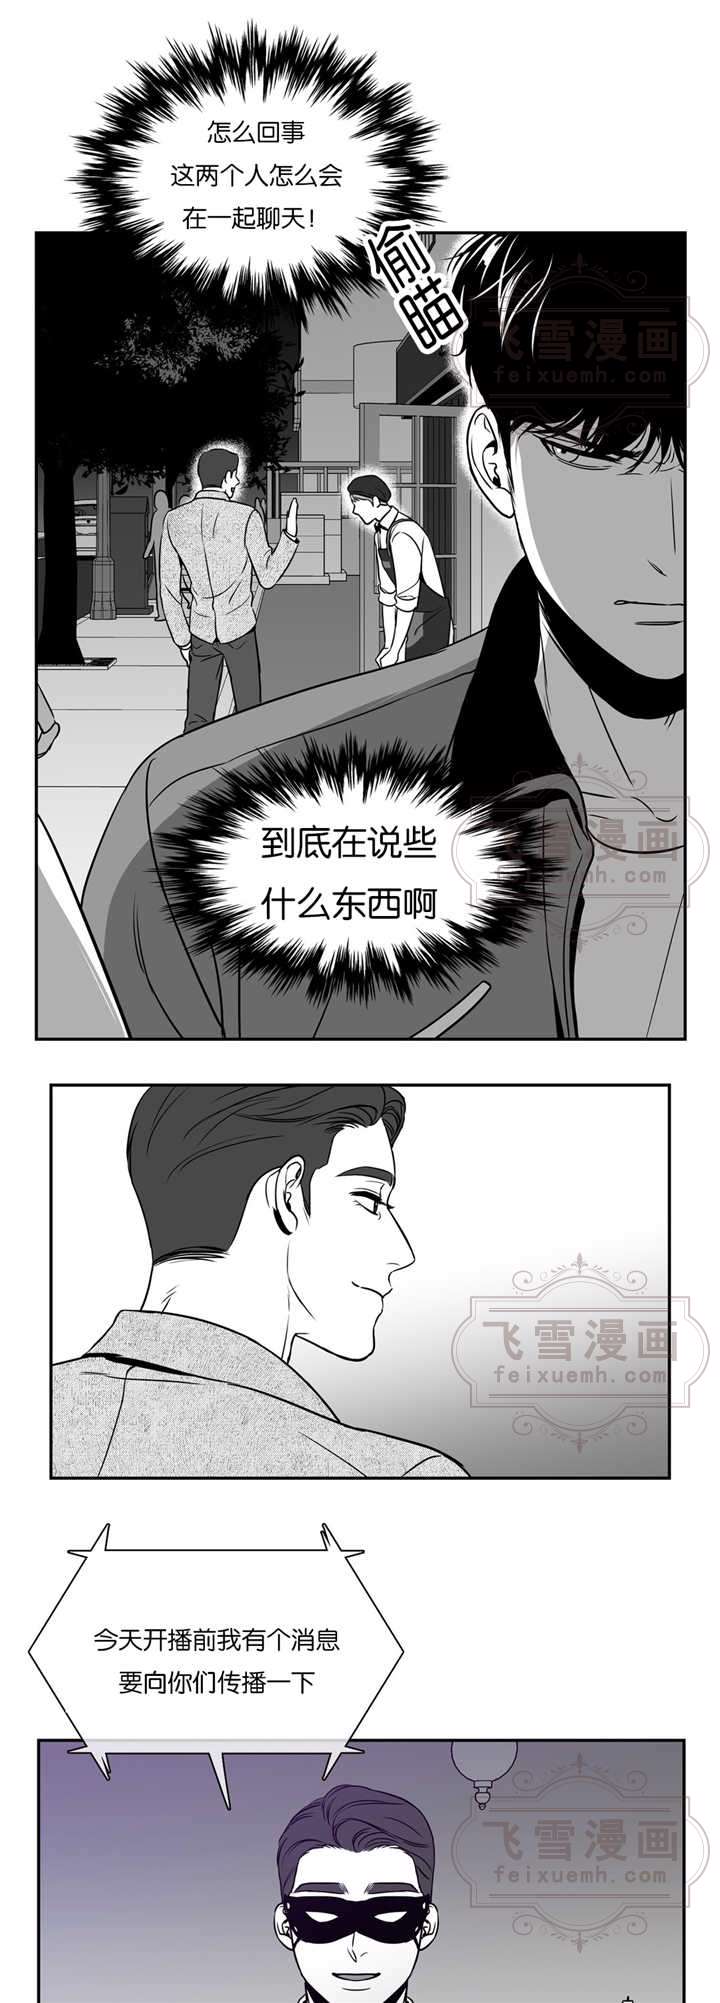 怎么回事
这两个人怎么会
在一起聊天!
偷瞄
飞雪漫画
feixuemh.com
到底在说些
什么东西啊
飞雪漫画
feixuemh.com
飞雪漫画
feixuemh.com
今天开播前我有个消息
要向你们传播一下
飞雪漫画
feixuemh.com